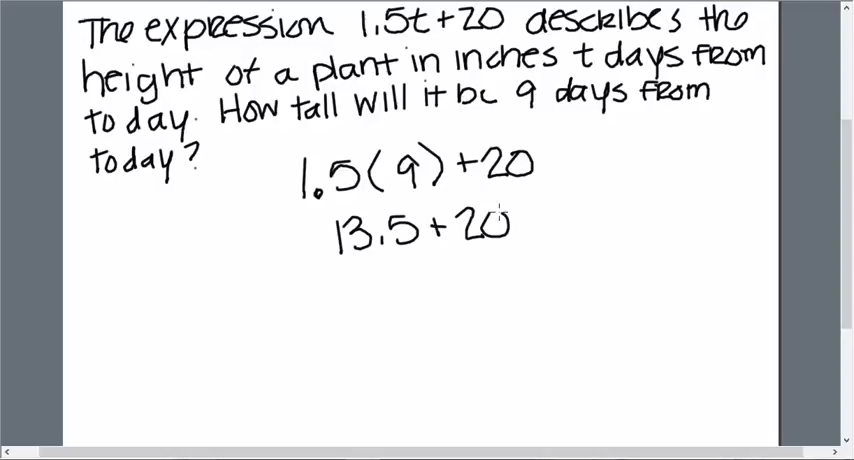 The expression 1.5t+20 describes the
height of a plant in inches t days from
today. How tall will it be 9 days from
today?
1.5(9)+20
13.5+20